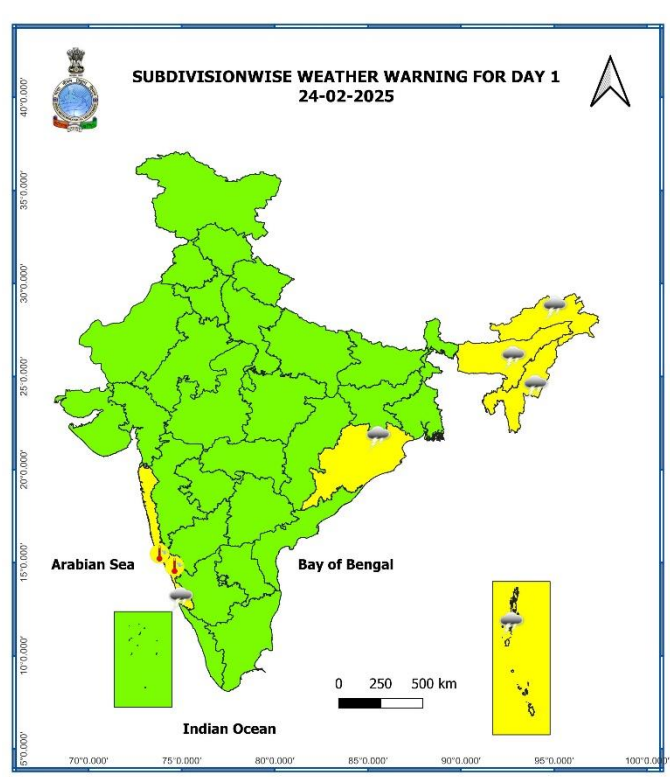 SUBDIVISIONWISE WEATHER WARNING FOR DAY 1
24-02-2025
40°0.000'
35°0.000'
30°0.000'
25°0.000'
20°0.000'
15°0.000'
10°0.000'
5°0.000'
Arabian Sea
Bay of Bengal
0 250 500 km
Indian Ocean
70°0.000' 75°0.000' 80°0.000' 85°0.000' 90°0.000' 95°0.000' 100°0.000'